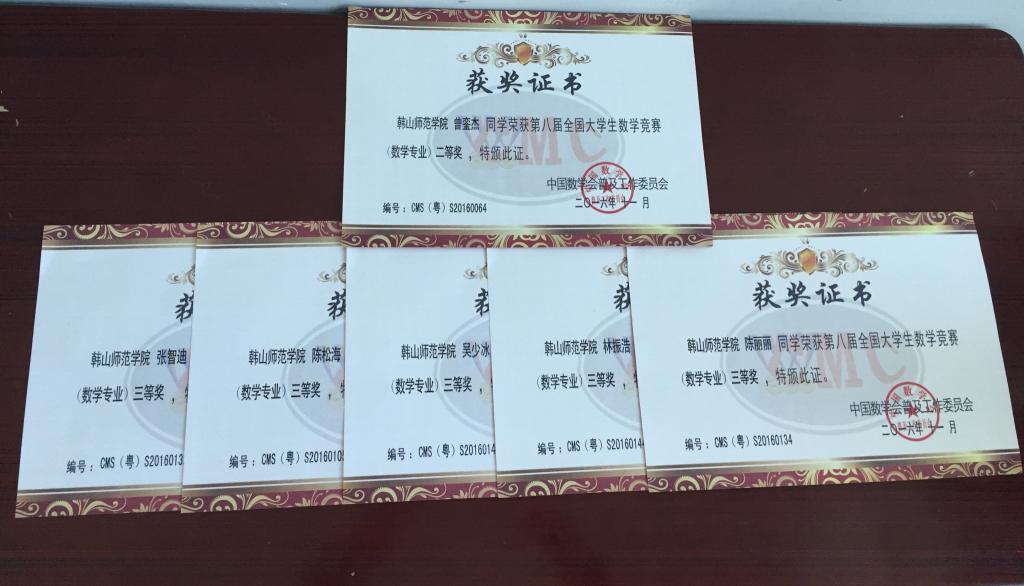 获奖证书
韩山师范学院 曾銮杰 同学荣获第八届全国大学生数学竞赛
（数学专业）二等奖 ，特颁此证。
中国数学会普及工作委员会
二〇一六年 十一 月
编号：CMS（粤）S20160064
获
韩山师范学院 张智迪
（数学专业）三等奖 ，
编号：CMS（粤）S2016013
获
韩山师范学院 陈松海
（数学专业）三等奖 ，
编号：CMS（粤）S2016010
获
韩山师范学院 吴少冰
（数学专业）三等奖 ，
编号：CMS（粤）S2016014
获
韩山师范学院 林振浩
（数学专业）三等奖 ，
编号：CMS（粤）S2016014
获奖证书
韩山师范学院 陈丽丽 同学荣获第八届全国大学生数学竞赛
（数学专业）三等奖 ，特颁此证。
中国数学会普及工作委员会
二〇一六年 十一 月
编号：CMS（粤）S20160134